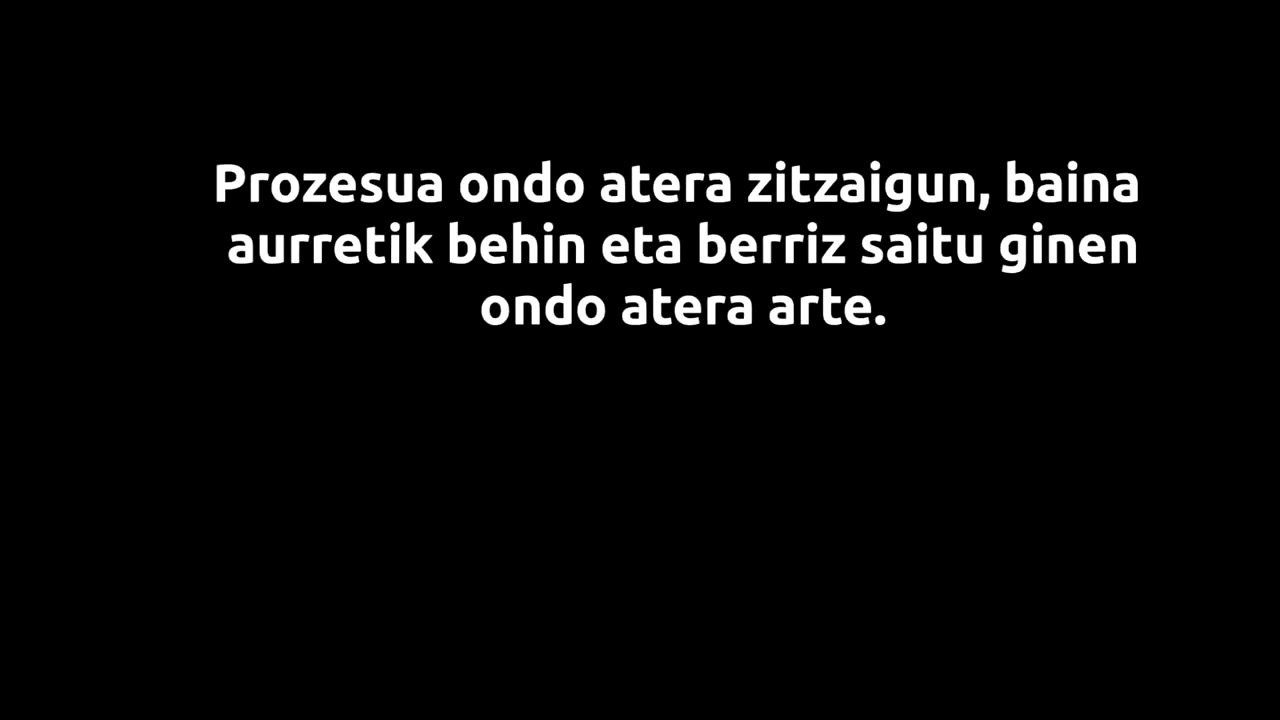 Prozesua ondo atera zitzaigun, baina
aurretik behin eta berriz saitu ginen
ondo atera arte.